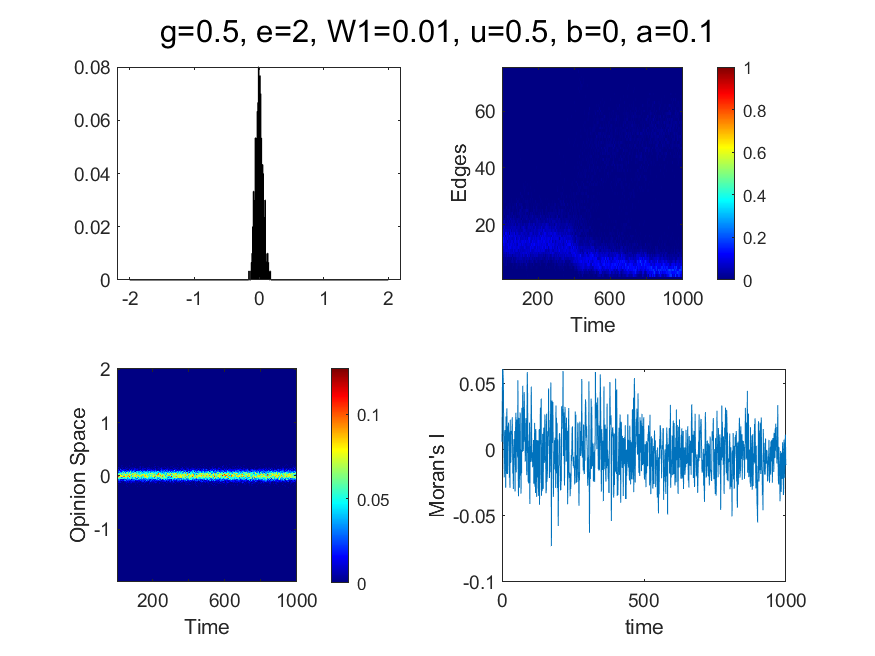 g=0.5, e=2, W1=0.01, u=0.5, b=0, a=0.1
0.08
0.06
0.04
0.02
0
-2 -1 0 1 2
Edges
60
40
20
200 600 1000
Time
1
0.8
0.6
0.4
0.2
0
Opinion Space
2
1
0
-1
200 600 1000
Time
0.1
0.05
0
Moran's I
0.05
0
-0.05
-0.1
0 500 1000
time